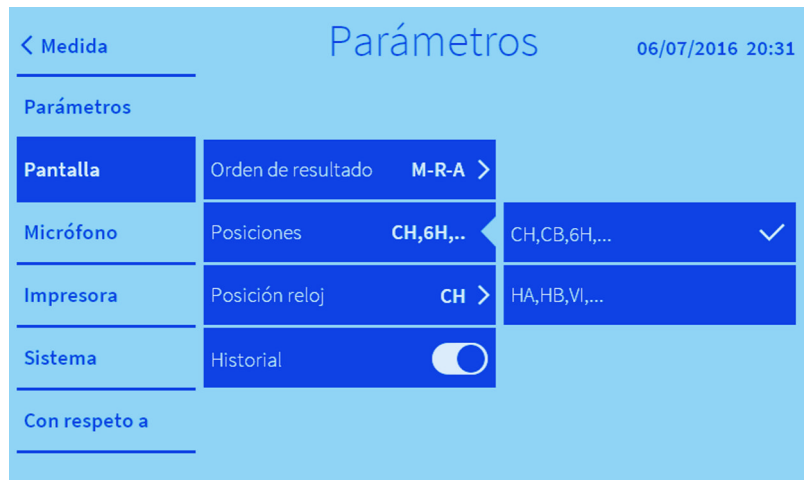 Medida
Parámetros
06/07/2016 20:31
Parámetros
Pantalla
Orden de resultado M-R-A
Micrófono
Posiciones CH,6H,..
CH,CB,6H,...
Impresora
Posición reloj CH
HA,HB,VI,...
Sistema
Historial
Con respeto a